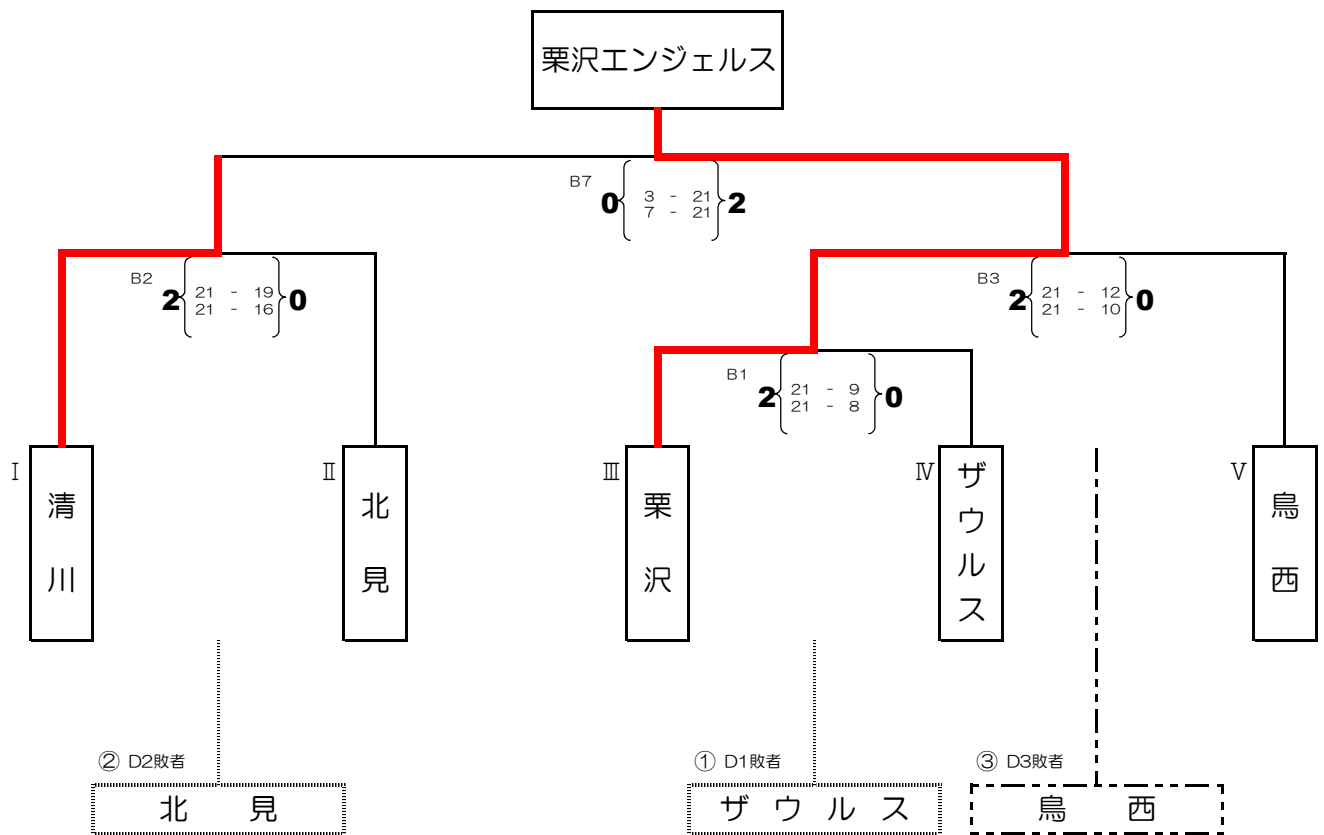 栗沢エンジェルス
B7
0 3 - 21 2
7 - 21
B2
2 21 - 19 0
21 - 16
B3
2 21 - 12 0
21 - 10
B1
2 21 - 9 0
21 - 8
Ⅰ 清川
Ⅱ 北見
Ⅲ 栗沢
Ⅳ ザウルス
Ⅴ 鳥西
② D2敗者
北見
① D1敗者
ザウルス
③ D3敗者
鳥西